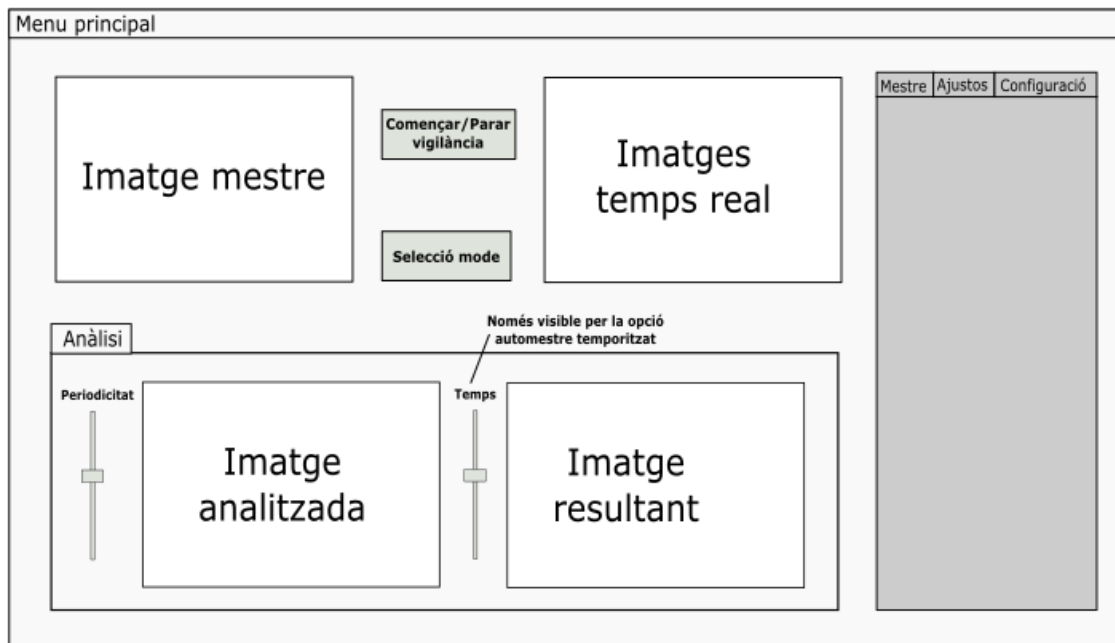 Menu principal
Imatge mestre
Començar/Parar
vigilància
Selecció mode
Imatges
temps real
Mestre
Ajustos
Configuració
Anàlisi
Només visible per la opció
automestre temporitzat
Periodicitat
Imatge
analitzada
Temps
Imatge
resultant